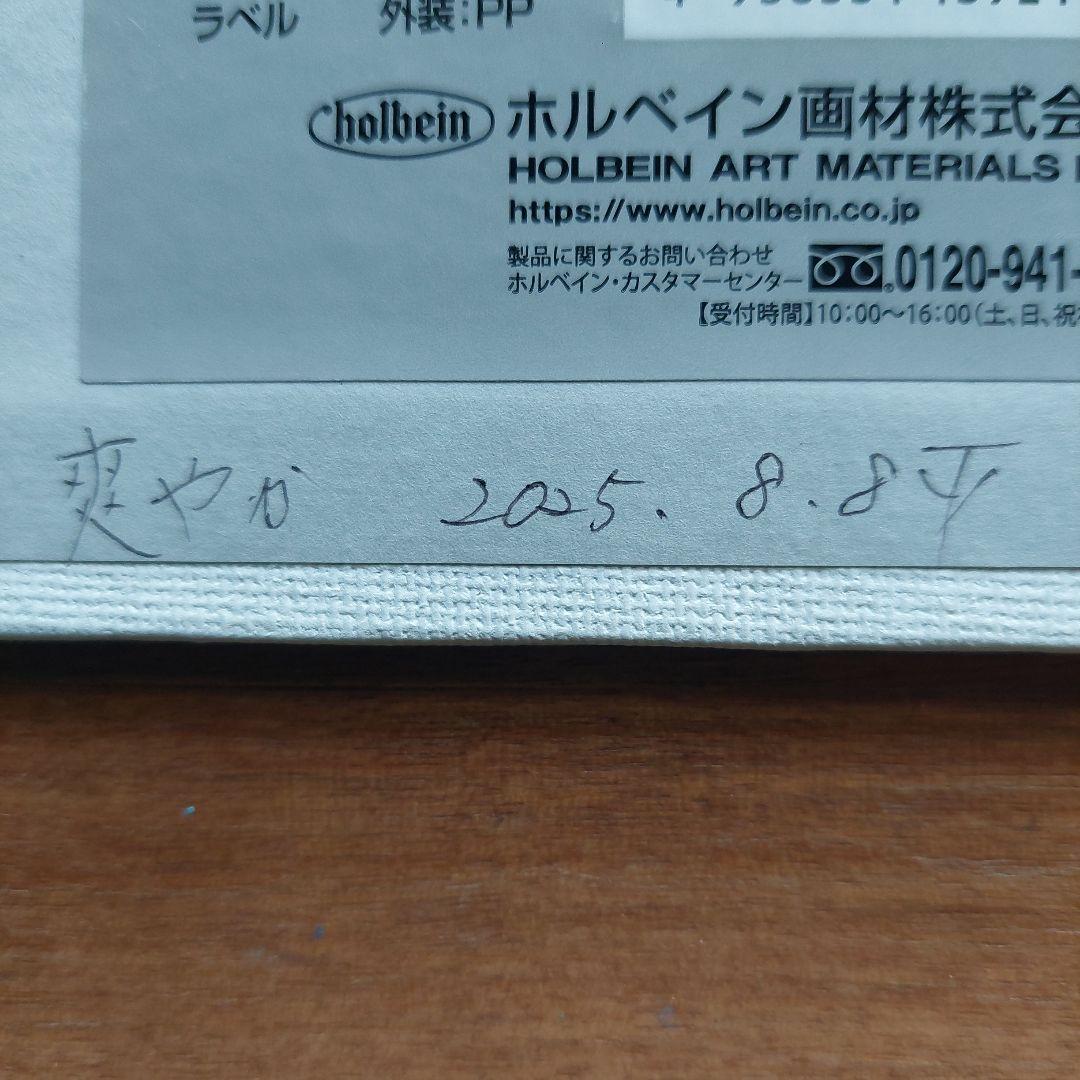 ラベル 外装:PP
holbein ホルベイン画材株式会
HOLBEIN ART MATERIALS
https://www.holbein.co.jp
製品に関するお問い合わせ
ホルベイン・カスタマーセンター 0120-941-
【受付時間】10:00〜16:00(土、日、祝
爽やか 2025.8.8